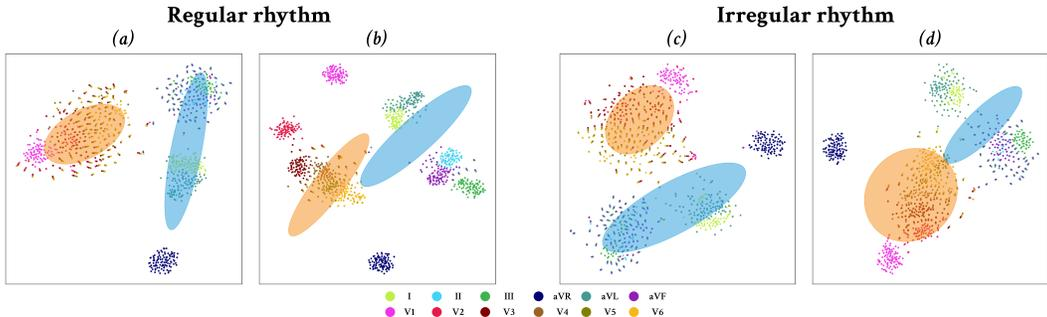 Regular rhythm
Irregular rhythm
(a)
(b)
(c)
(d)
I II III aVR aVL aVF
V1 V2 V3 V4 V5 V6